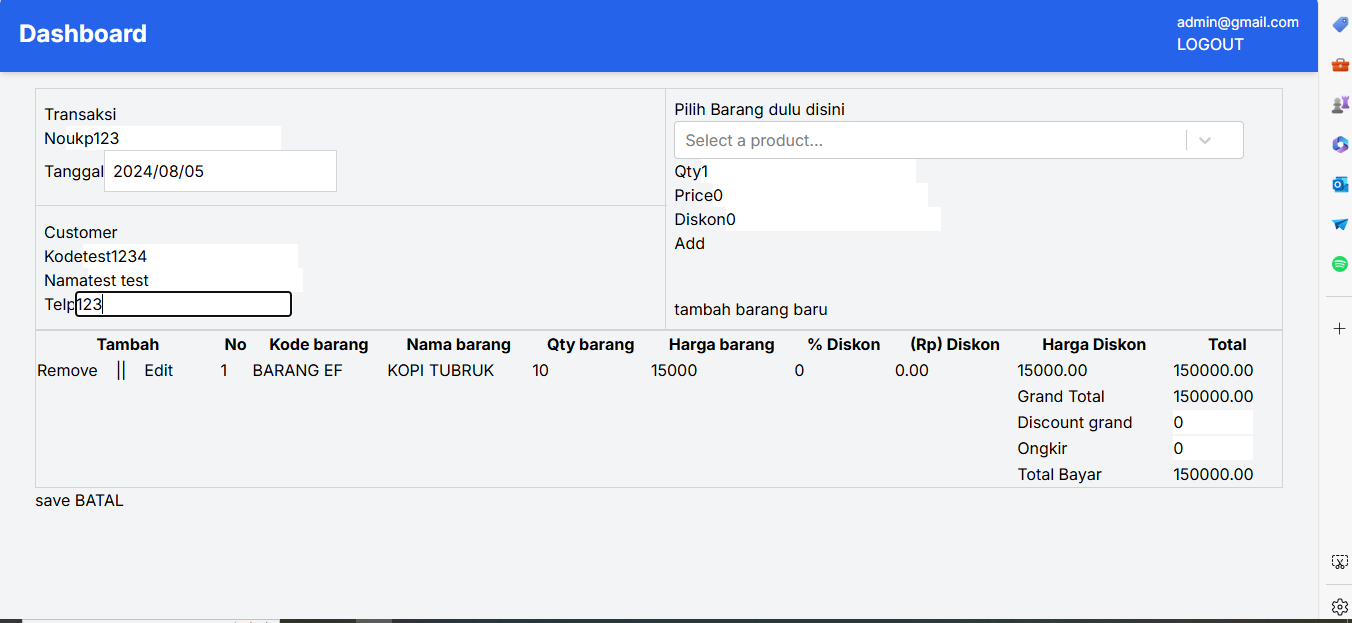 Dashboard
admin@gmail.com
LOGOUT
Transaksi
Noukp123
Tanggal 2024/08/05
Customer
Kodetest1234
Namatest test
Telp123
Pilih Barang dulu disini
Select a product...
Qty1
Price0
Diskon0
Add
tambah barang baru
Tambah No Kode barang Nama barang Qty barang Harga barang % Diskon (Rp) Diskon Harga Diskon Total
Remove || Edit 1 BARANG EF KOPI TUBRUK 10 15000 0 0.00 15000.00 150000.00
Grand Total 150000.00
Discount grand 0
Ongkir 0
Total Bayar 150000.00
save BATAL